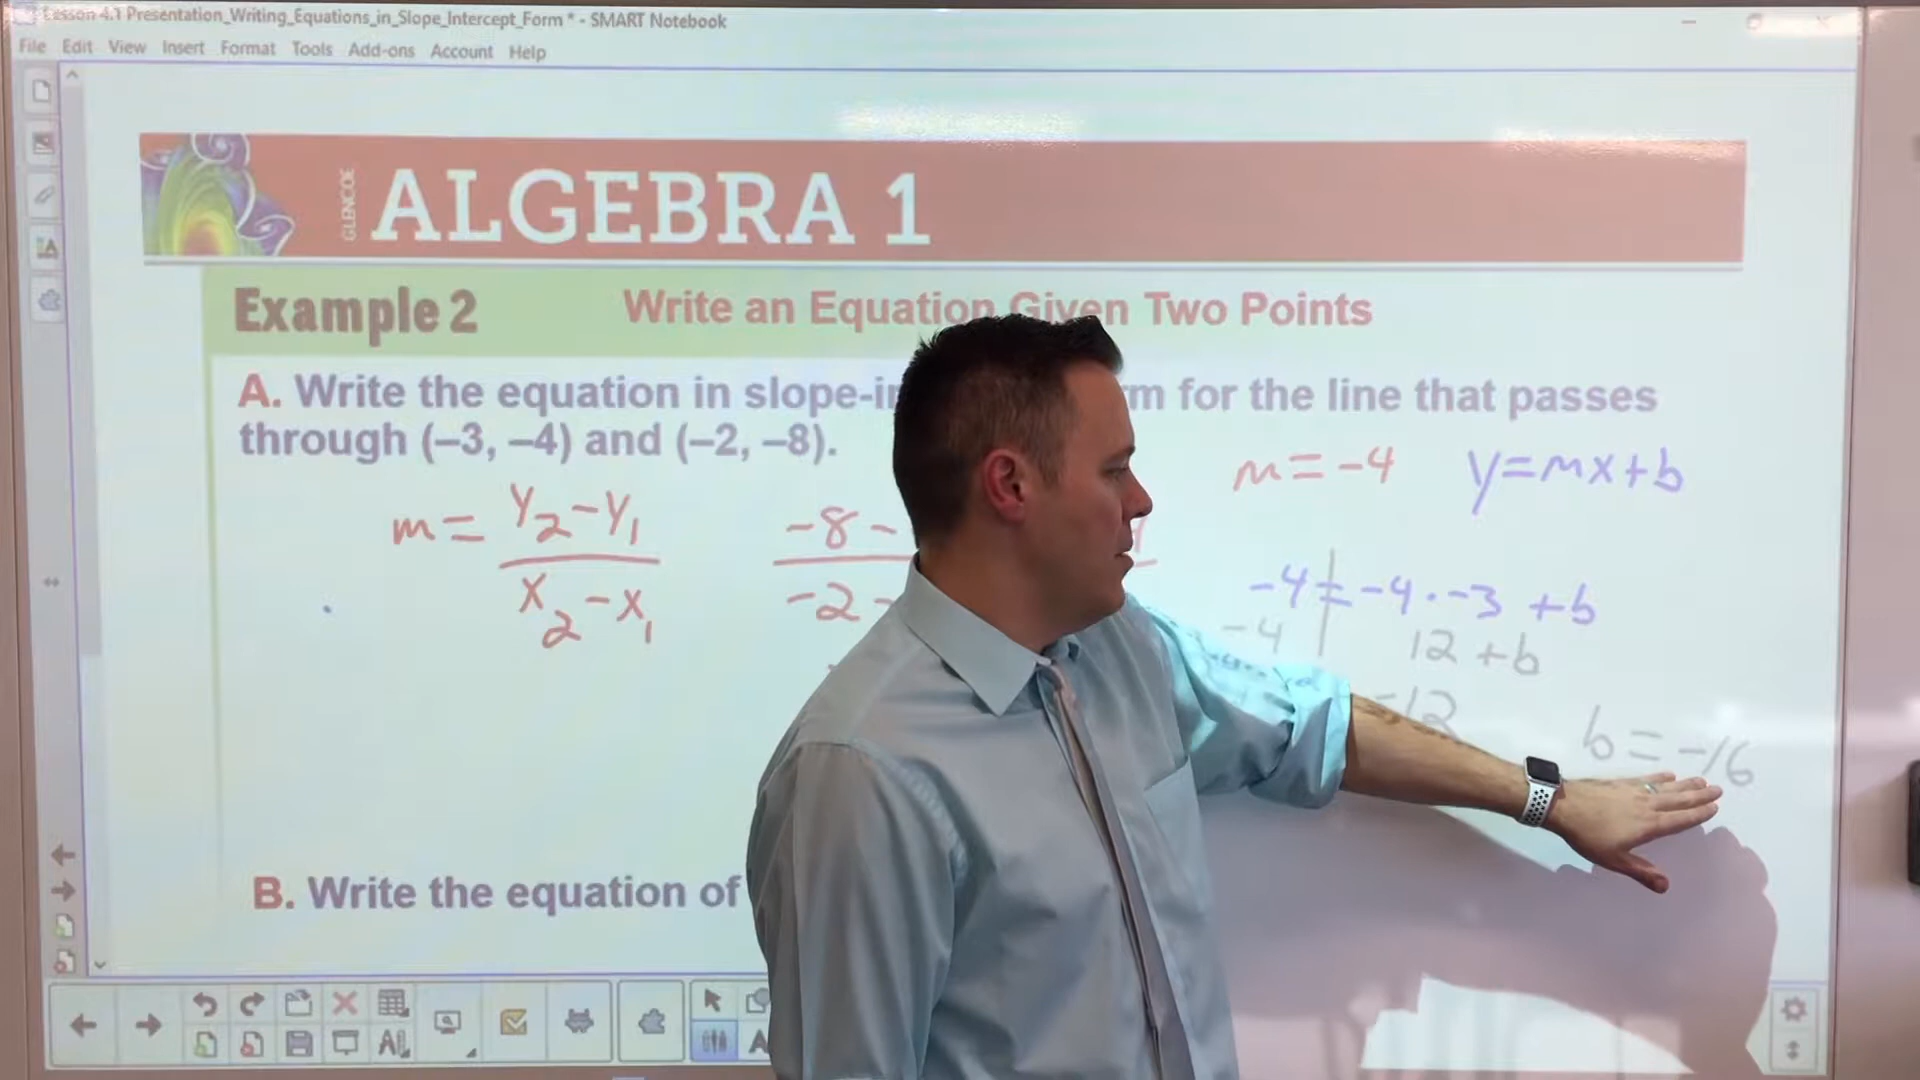 Lesson 4.1 Presentation_Writing_Equations_in_Slope_Intercept_Form * - SMART Notebook
File Edit View Insert Format Tools Add-ons Account Help
GLENCOE ALGEBRA 1
Example 2 Write an Equation Given Two Points
A. Write the equation in slope-in m for the line that passes
through (–3, –4) and (–2, –8).
m = -4 y = mx + b
m = y2 - y1 / x2 - x1
-8 -
-2 -
-4 = -4 · -3 + b
-4 12 + b
-12
b = -16
B. Write the equation of